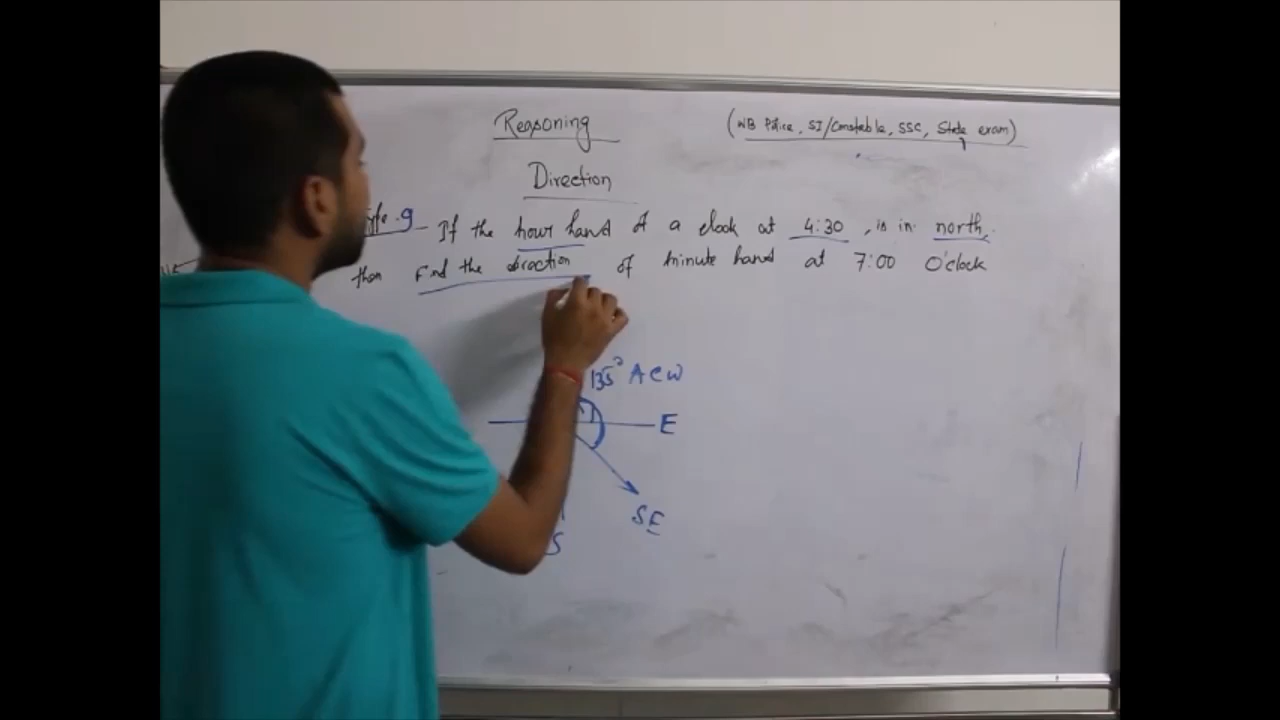 Reasoning
(WB Police, SI/Constable, SSC, State exam)
Direction
9 - If the hour hand of a clock at 4:30, is in north.
then Find the direction of minute hand at 7:00 O'clock
135° ACW
E
SE
S